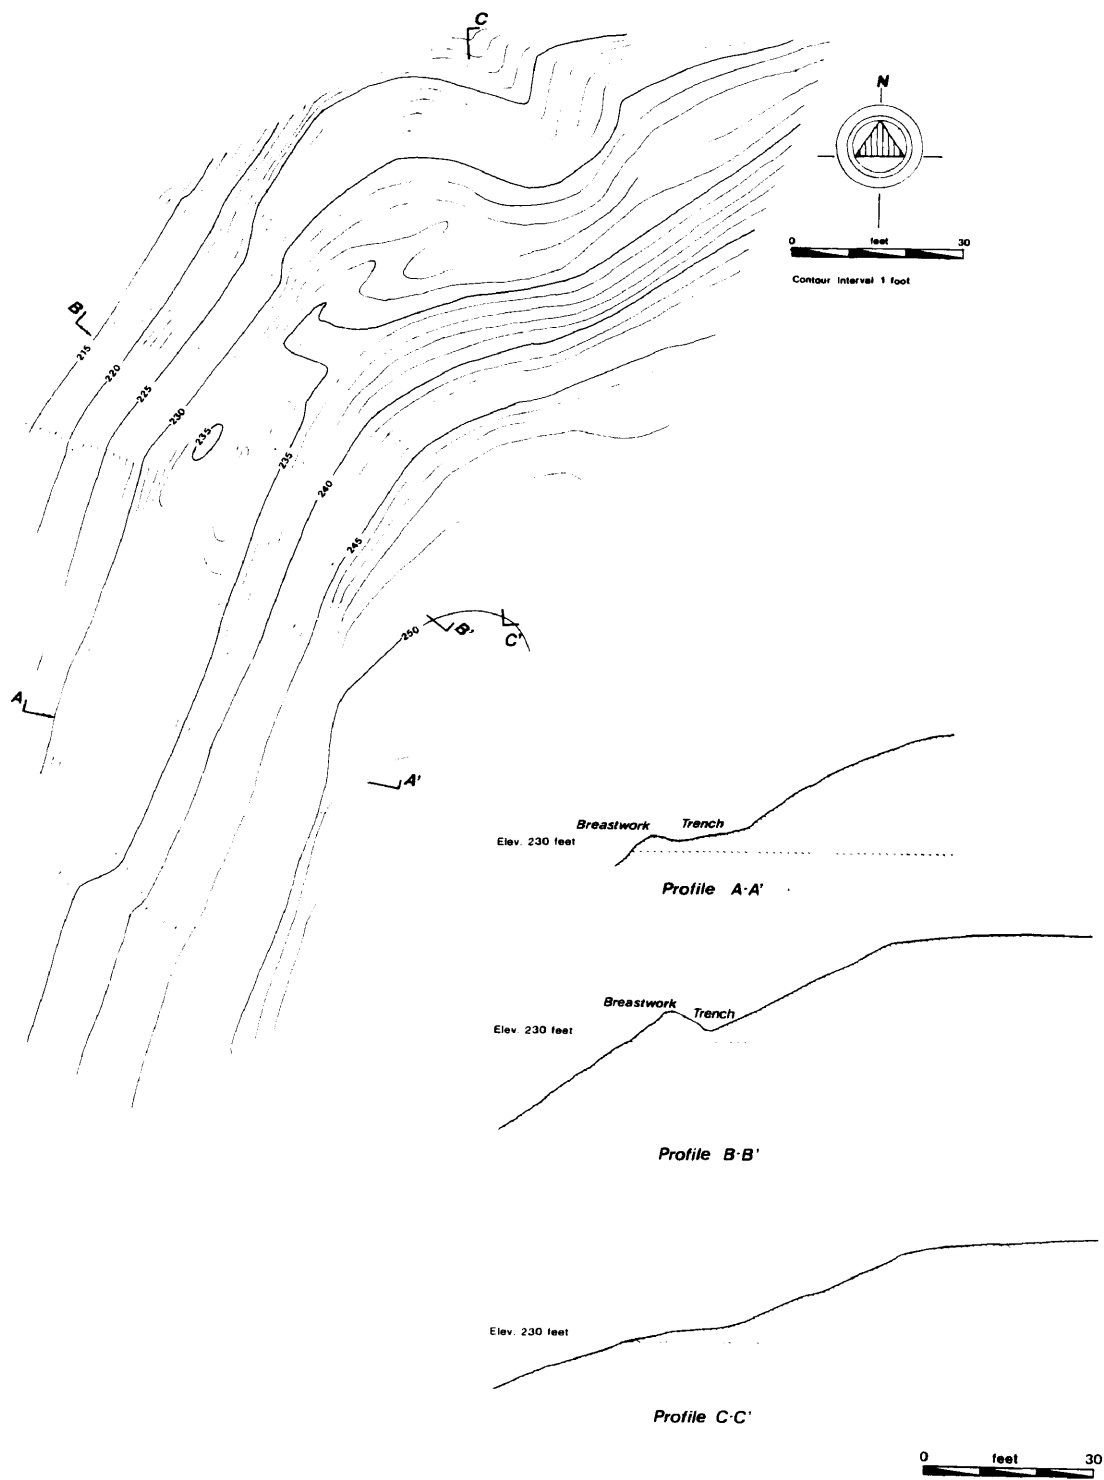 C
N
0 feet 30
Contour Interval 1 foot
B
215
220
225
230
235
235
240
245
250
B'
C'
A
A'
Breastwork Trench
Elev. 230 feet
Profile A-A'
Breastwork
Trench
Elev. 230 feet
Profile B-B'
Elev. 230 feet
Profile C-C'
0 feet 30